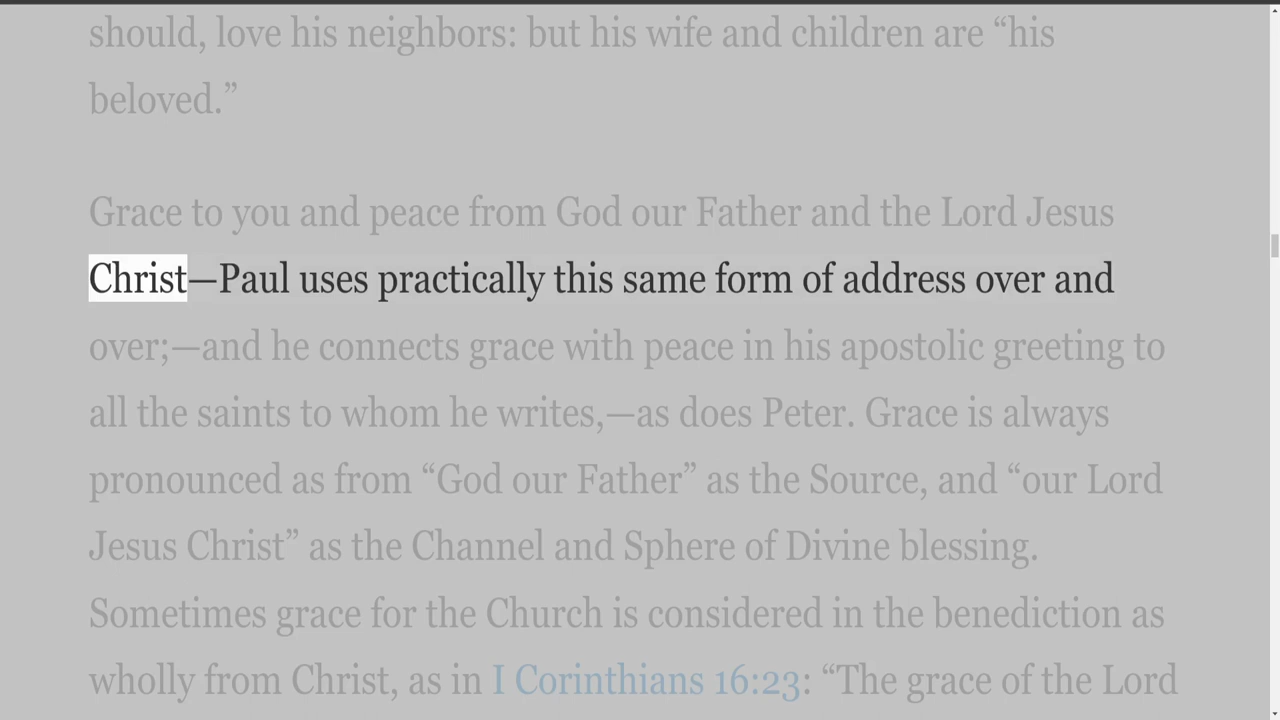 should, love his neighbors: but his wife and children are “his
beloved.”
Grace to you and peace from God our Father and the Lord Jesus
Christ—Paul uses practically this same form of address over and
over;—and he connects grace with peace in his apostolic greeting to
all the saints to whom he writes,—as does Peter. Grace is always
pronounced as from “God our Father” as the Source, and “our Lord
Jesus Christ” as the Channel and Sphere of Divine blessing.
Sometimes grace for the Church is considered in the benediction as
wholly from Christ, as in I Corinthians 16:23: “The grace of the Lord